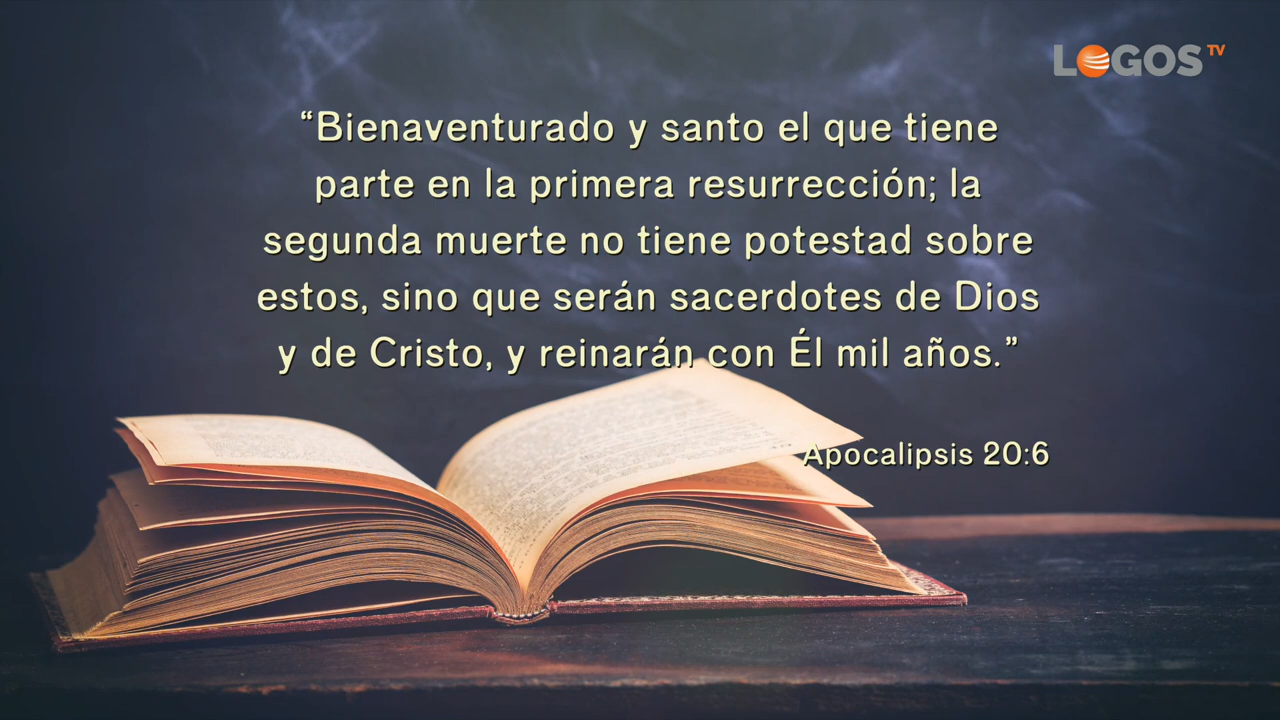 LOGOS TV
“Bienaventurado y santo el que tiene
parte en la primera resurrección; la
segunda muerte no tiene potestad sobre
estos, sino que serán sacerdotes de Dios
y de Cristo, y reinarán con Él mil años.”
Apocalipsis 20:6